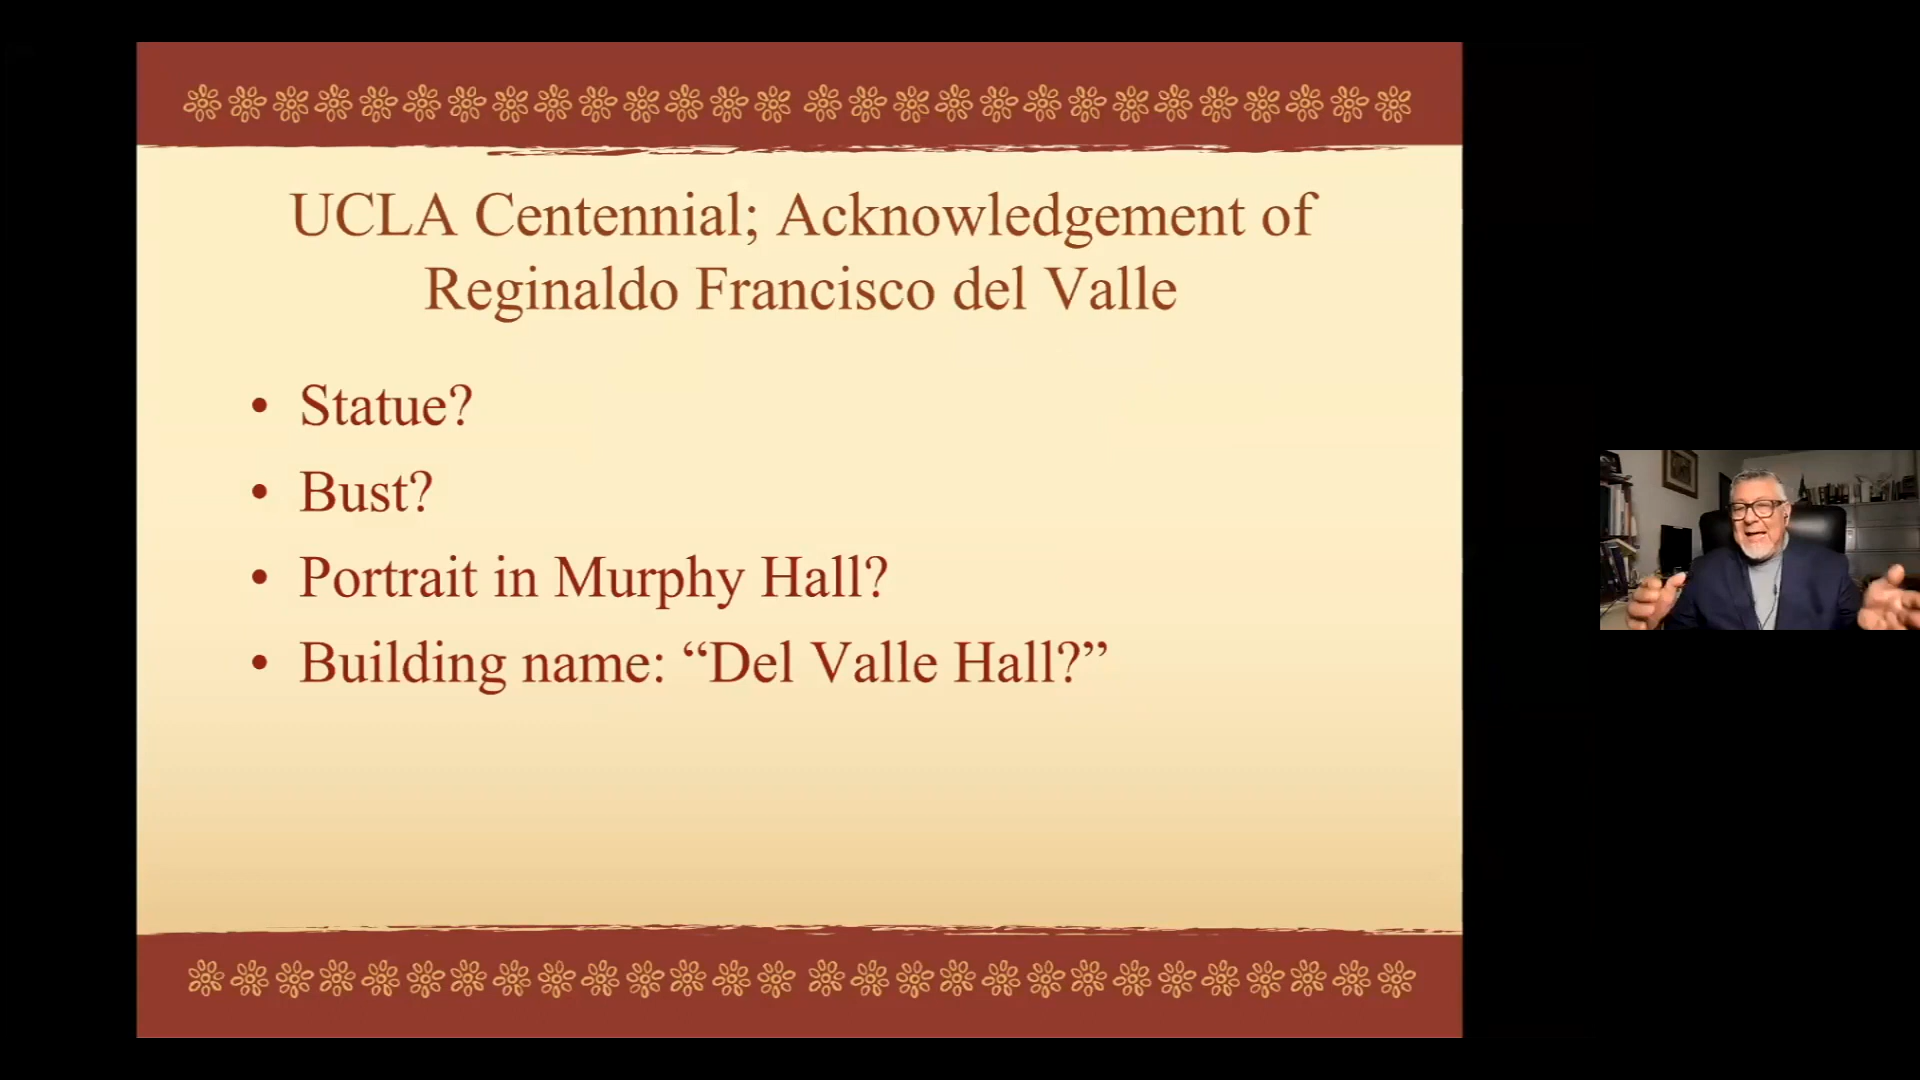 UCLA Centennial; Acknowledgement of
Reginaldo Francisco del Valle
• Statue?
• Bust?
• Portrait in Murphy Hall?
• Building name: “Del Valle Hall?”